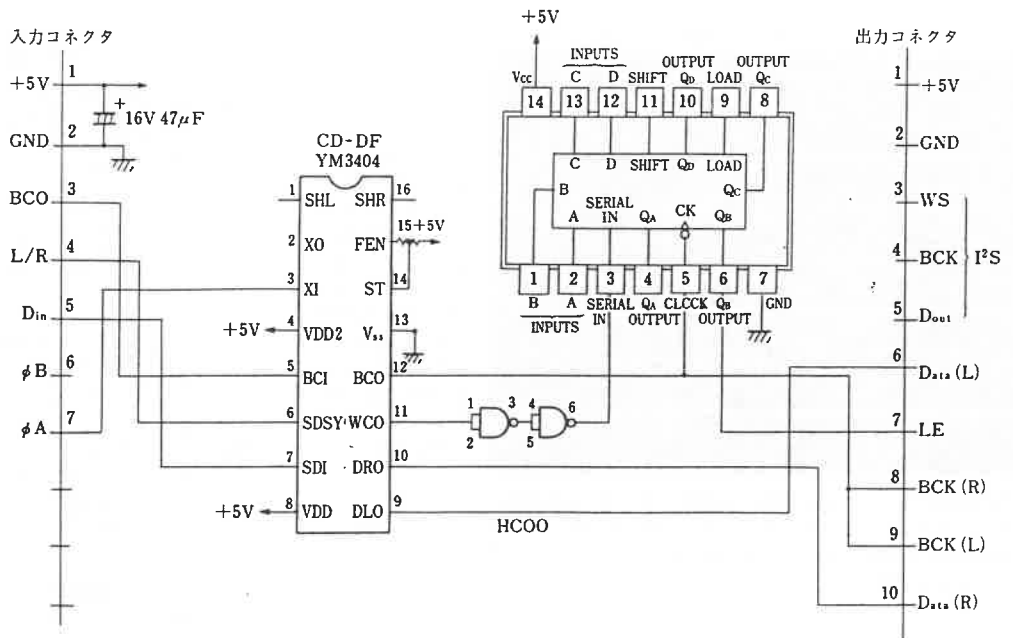 入力コネクタ
1
+5V
+
16V 47μF
2
GND
3
BCO
4
L/R
5
Din
6
φB
7
φA
CD-DF
YM3404
1 SHL SHR 16
2 XO FEN 15 +5V
3 XI ST 14
+5V 4 VDD2 Vss 13
5 BCI BCO 12
6 SDSY WCO 11
7 SDI DRO 10
+5V 8 VDD DLO 9
1
2
3
4
5
6
HCOO
+5V
INPUTS OUTPUT OUTPUT
Vcc C D SHIFT QD LOAD QC
14 13 12 11 10 9 8
C D SHIFT QD LOAD
B QC
SERIAL
A IN QA CK QB
1 2 3 4 5 6 7
B A SERIAL QA CLCCK QB GND
INPUTS IN OUTPUT OUTPUT
出力コネクタ
1
+5V
2
GND
3
WS
4
BCK
I²S
5
Dout
6
Data(L)
7
LE
8
BCK(R)
9
BCK(L)
10
Data(R)